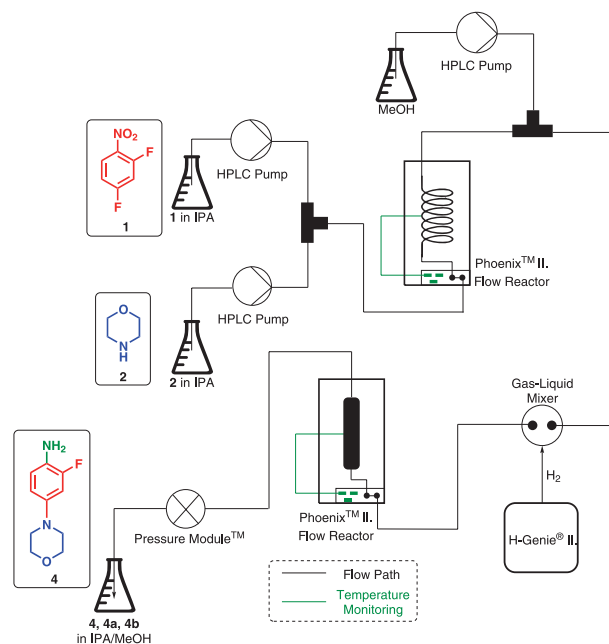 HPLC Pump
MeOH
NO2
F
F
1
HPLC Pump
1 in IPA
Phoenix™ II.
Flow Reactor
O
N
H
2
HPLC Pump
2 in IPA
Gas-Liquid
Mixer
NH2
F
N
O
4
H2
Phoenix™ II.
Flow Reactor
H-Genie® II.
Pressure Module™
4, 4a, 4b
in IPA/MeOH
Flow Path
Temperature
Monitoring